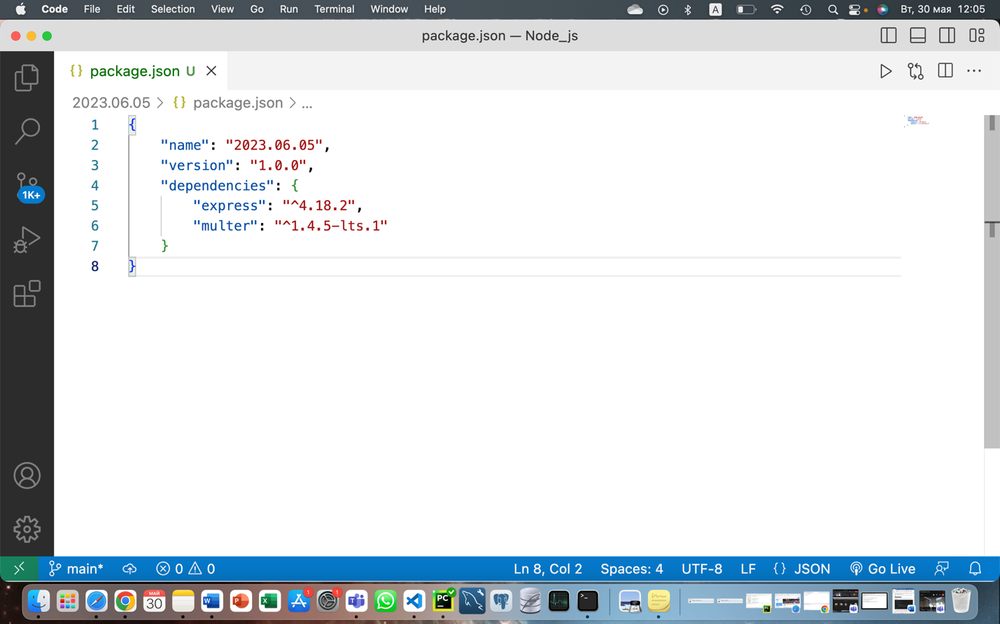 Code File Edit Selection View Go Run Terminal Window Help A Вт, 30 мая 12:05
package.json — Node_js
{} package.json U
2023.06.05 > {} package.json > ...
1 {
2 "name": "2023.06.05",
3 "version": "1.0.0",
4 "dependencies": {
5 "express": "^4.18.2",
6 "multer": "^1.4.5-lts.1"
7 }
8 }
1K+
main* 0 0 Ln 8, Col 2 Spaces: 4 UTF-8 LF {} JSON Go Live
МАЙ
30
W
P
X
1
1
PC